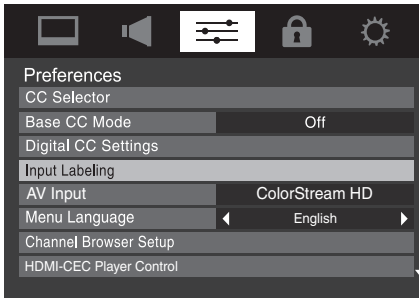 Preferences
CC Selector
Base CC Mode Off
Digital CC Settings
Input Labeling
AV Input ColorStream HD
Menu Language English
Channel Browser Setup
HDMI-CEC Player Control